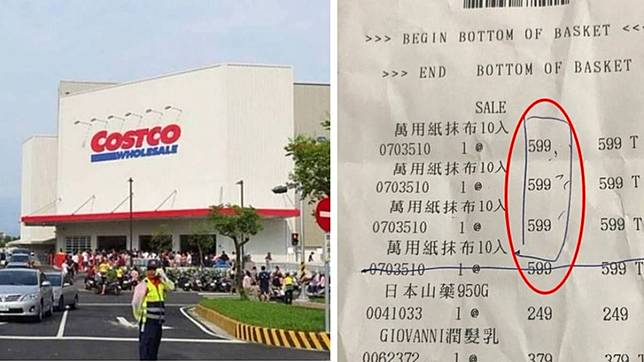 COSTCO
WHOLESALE
>>> BEGIN BOTTOM OF BASKET <<
>>> END BOTTOM OF BASKET
SALE
萬用紙抹布10入
0703510 1 @ 599 599 T
萬用紙抹布10入
0703510 1 @ 599 599 T
萬用紙抹布10入
0703510 1 @ 599 599 T
萬用紙抹布10入
0703510 1 @ 599 599 T
日本山藥950G
0041033 1 @ 249 249
GIOVANNI潤髮乳
0062372 1 @ 379 379